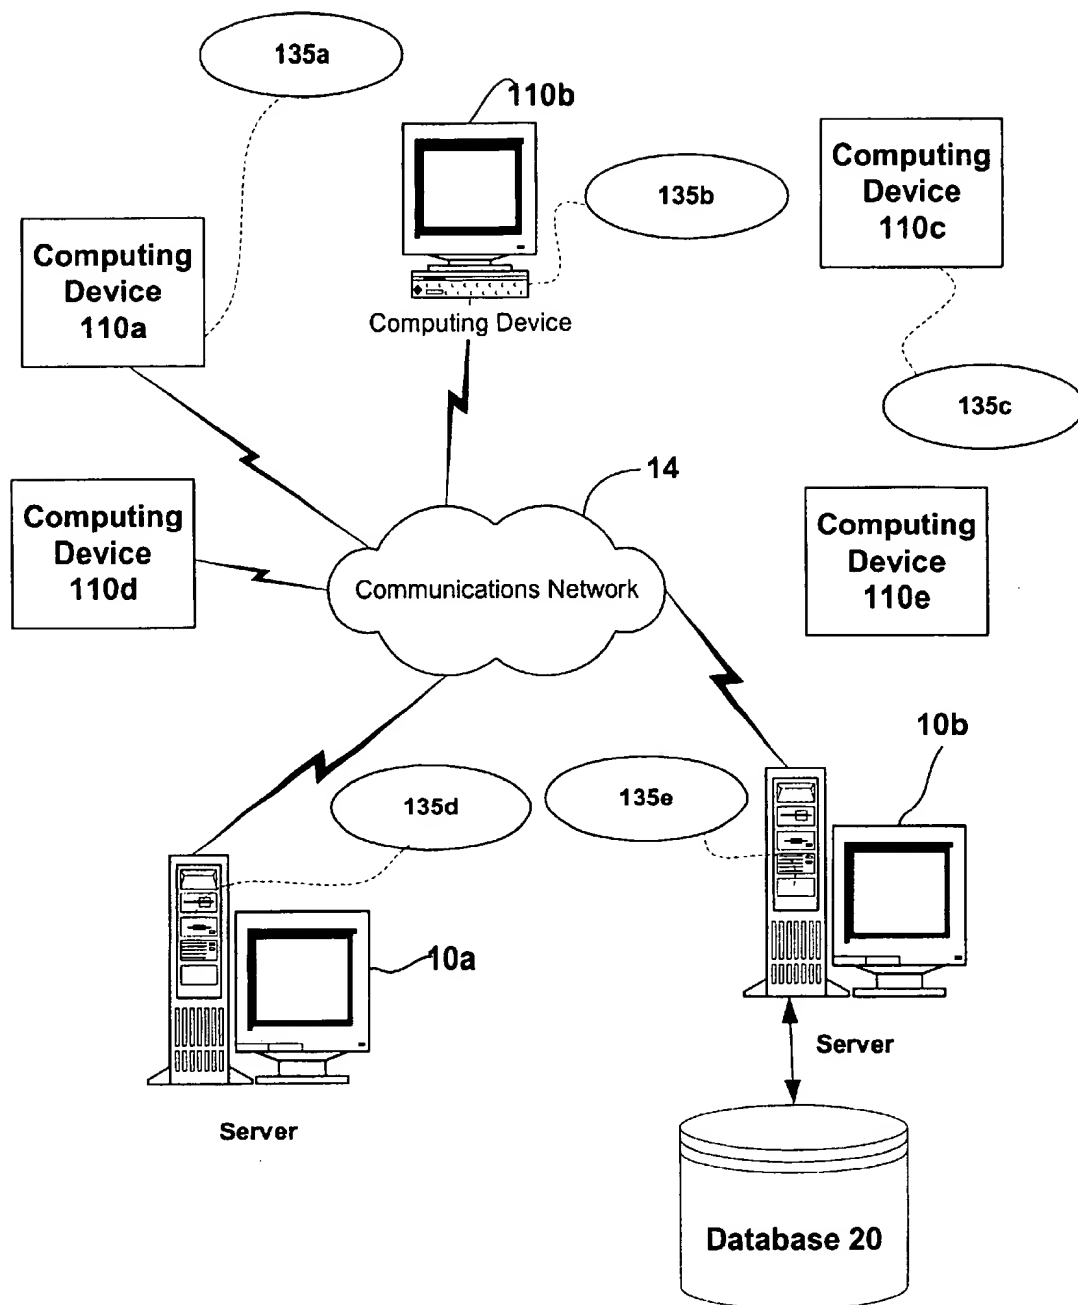 135a
110b
Computing
Device
110c
135b
Computing
Device
110a
Computing Device
135c
14
Computing
Device
110d
Computing
Device
110e
Communications Network
10b
135d
135e
10a
Server
Server
Database 20